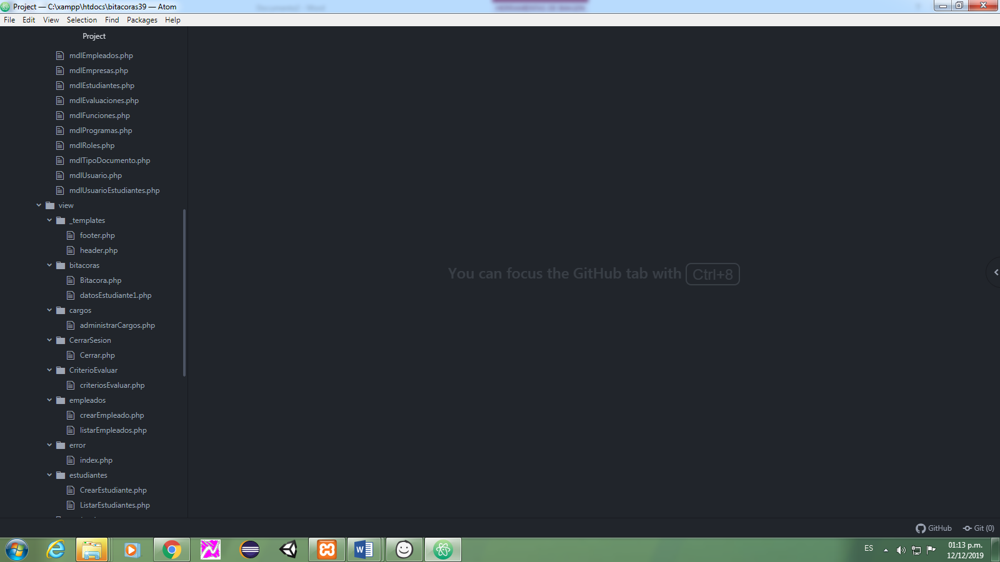 Project — C:\xampp\htdocs\bitacoras39 — Atom
File Edit View Selection Find Packages Help
Project
mdlEmpleados.php
mdlEmpresas.php
mdlEstudiantes.php
mdlEvaluaciones.php
mdlFunciones.php
mdlProgramas.php
mdlRoles.php
mdlTipoDocumento.php
mdlUsuario.php
mdlUsuarioEstudiantes.php
view
_templates
footer.php
header.php
bitacoras
Bitacora.php
datosEstudiante1.php
cargos
administrarCargos.php
CerrarSesion
Cerrar.php
CriterioEvaluar
criteriosEvaluar.php
empleados
crearEmpleado.php
listarEmpleados.php
error
index.php
estudiantes
CrearEstudiante.php
ListarEstudiantes.php
You can focus the GitHub tab with Ctrl+8
GitHub Git (0)
ES
01:13 p.m.
12/12/2019